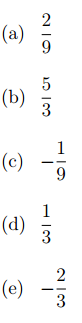 (a) 2/9
(b) 5/3
(c) −1/9
(d) 1/3
(e) −2/3